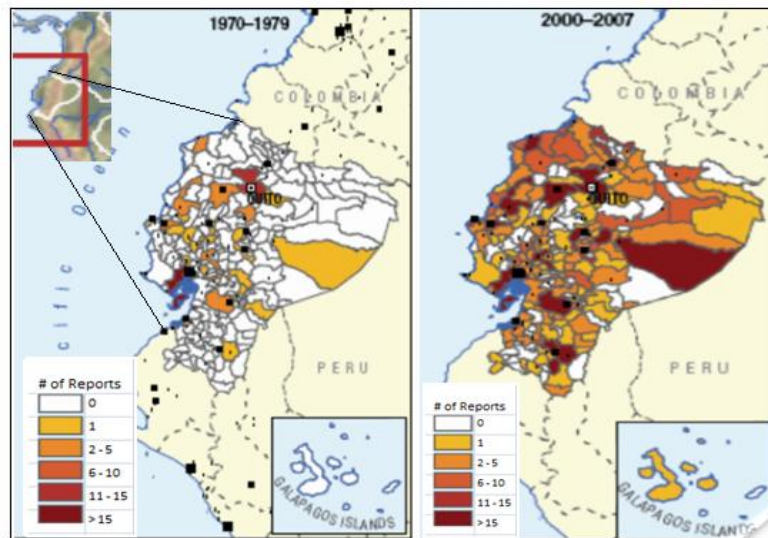 1970–1979
COLOMBIA
QUITO
Pacific Ocean
PERU
# of Reports
0
1
2 - 5
6 - 10
11 - 15
>15
GALAPAGOS ISLANDS
2000–2007
COLOMBIA
QUITO
PERU
# of Reports
0
1
2 - 5
6 - 10
11 - 15
>15
GALAPAGOS ISLANDS